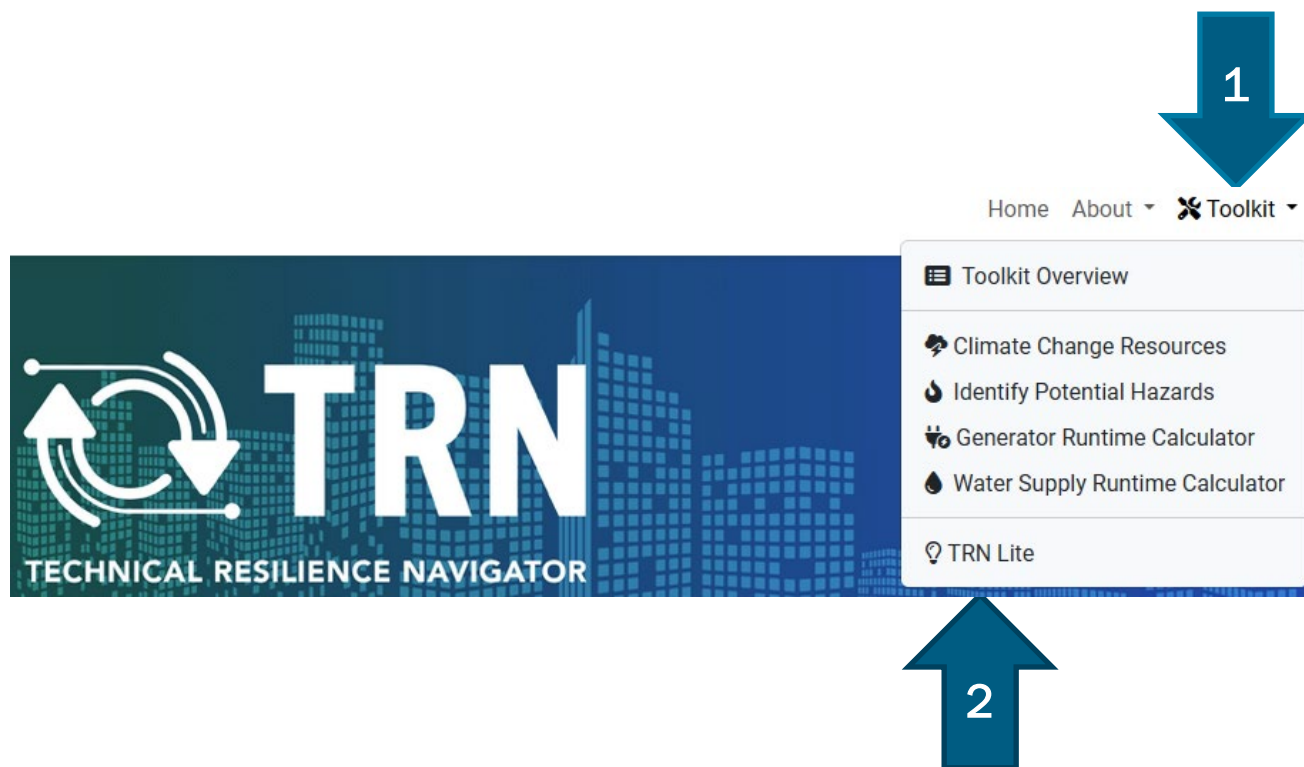 1
Home About Toolkit
Toolkit Overview
Climate Change Resources
Identify Potential Hazards
Generator Runtime Calculator
Water Supply Runtime Calculator
TRN Lite
TRN
TECHNICAL RESILIENCE NAVIGATOR
2